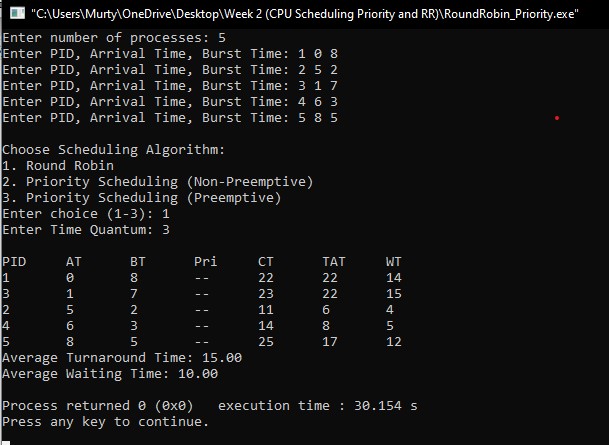 "C:\Users\Murty\OneDrive\Desktop\Week 2 (CPU Scheduling Priority and RR)\RoundRobin_Priority.exe"
Enter number of processes: 5
Enter PID, Arrival Time, Burst Time: 1 0 8
Enter PID, Arrival Time, Burst Time: 2 5 2
Enter PID, Arrival Time, Burst Time: 3 1 7
Enter PID, Arrival Time, Burst Time: 4 6 3
Enter PID, Arrival Time, Burst Time: 5 8 5
Choose Scheduling Algorithm:
1. Round Robin
2. Priority Scheduling (Non-Preemptive)
3. Priority Scheduling (Preemptive)
Enter choice (1-3): 1
Enter Time Quantum: 3
PID AT BT Pri CT TAT WT
1 0 8 -- 22 22 14
3 1 7 -- 23 22 15
2 5 2 -- 11 6 4
4 6 3 -- 14 8 5
5 8 5 -- 25 17 12
Average Turnaround Time: 15.00
Average Waiting Time: 10.00
Process returned 0 (0x0) execution time : 30.154 s
Press any key to continue.